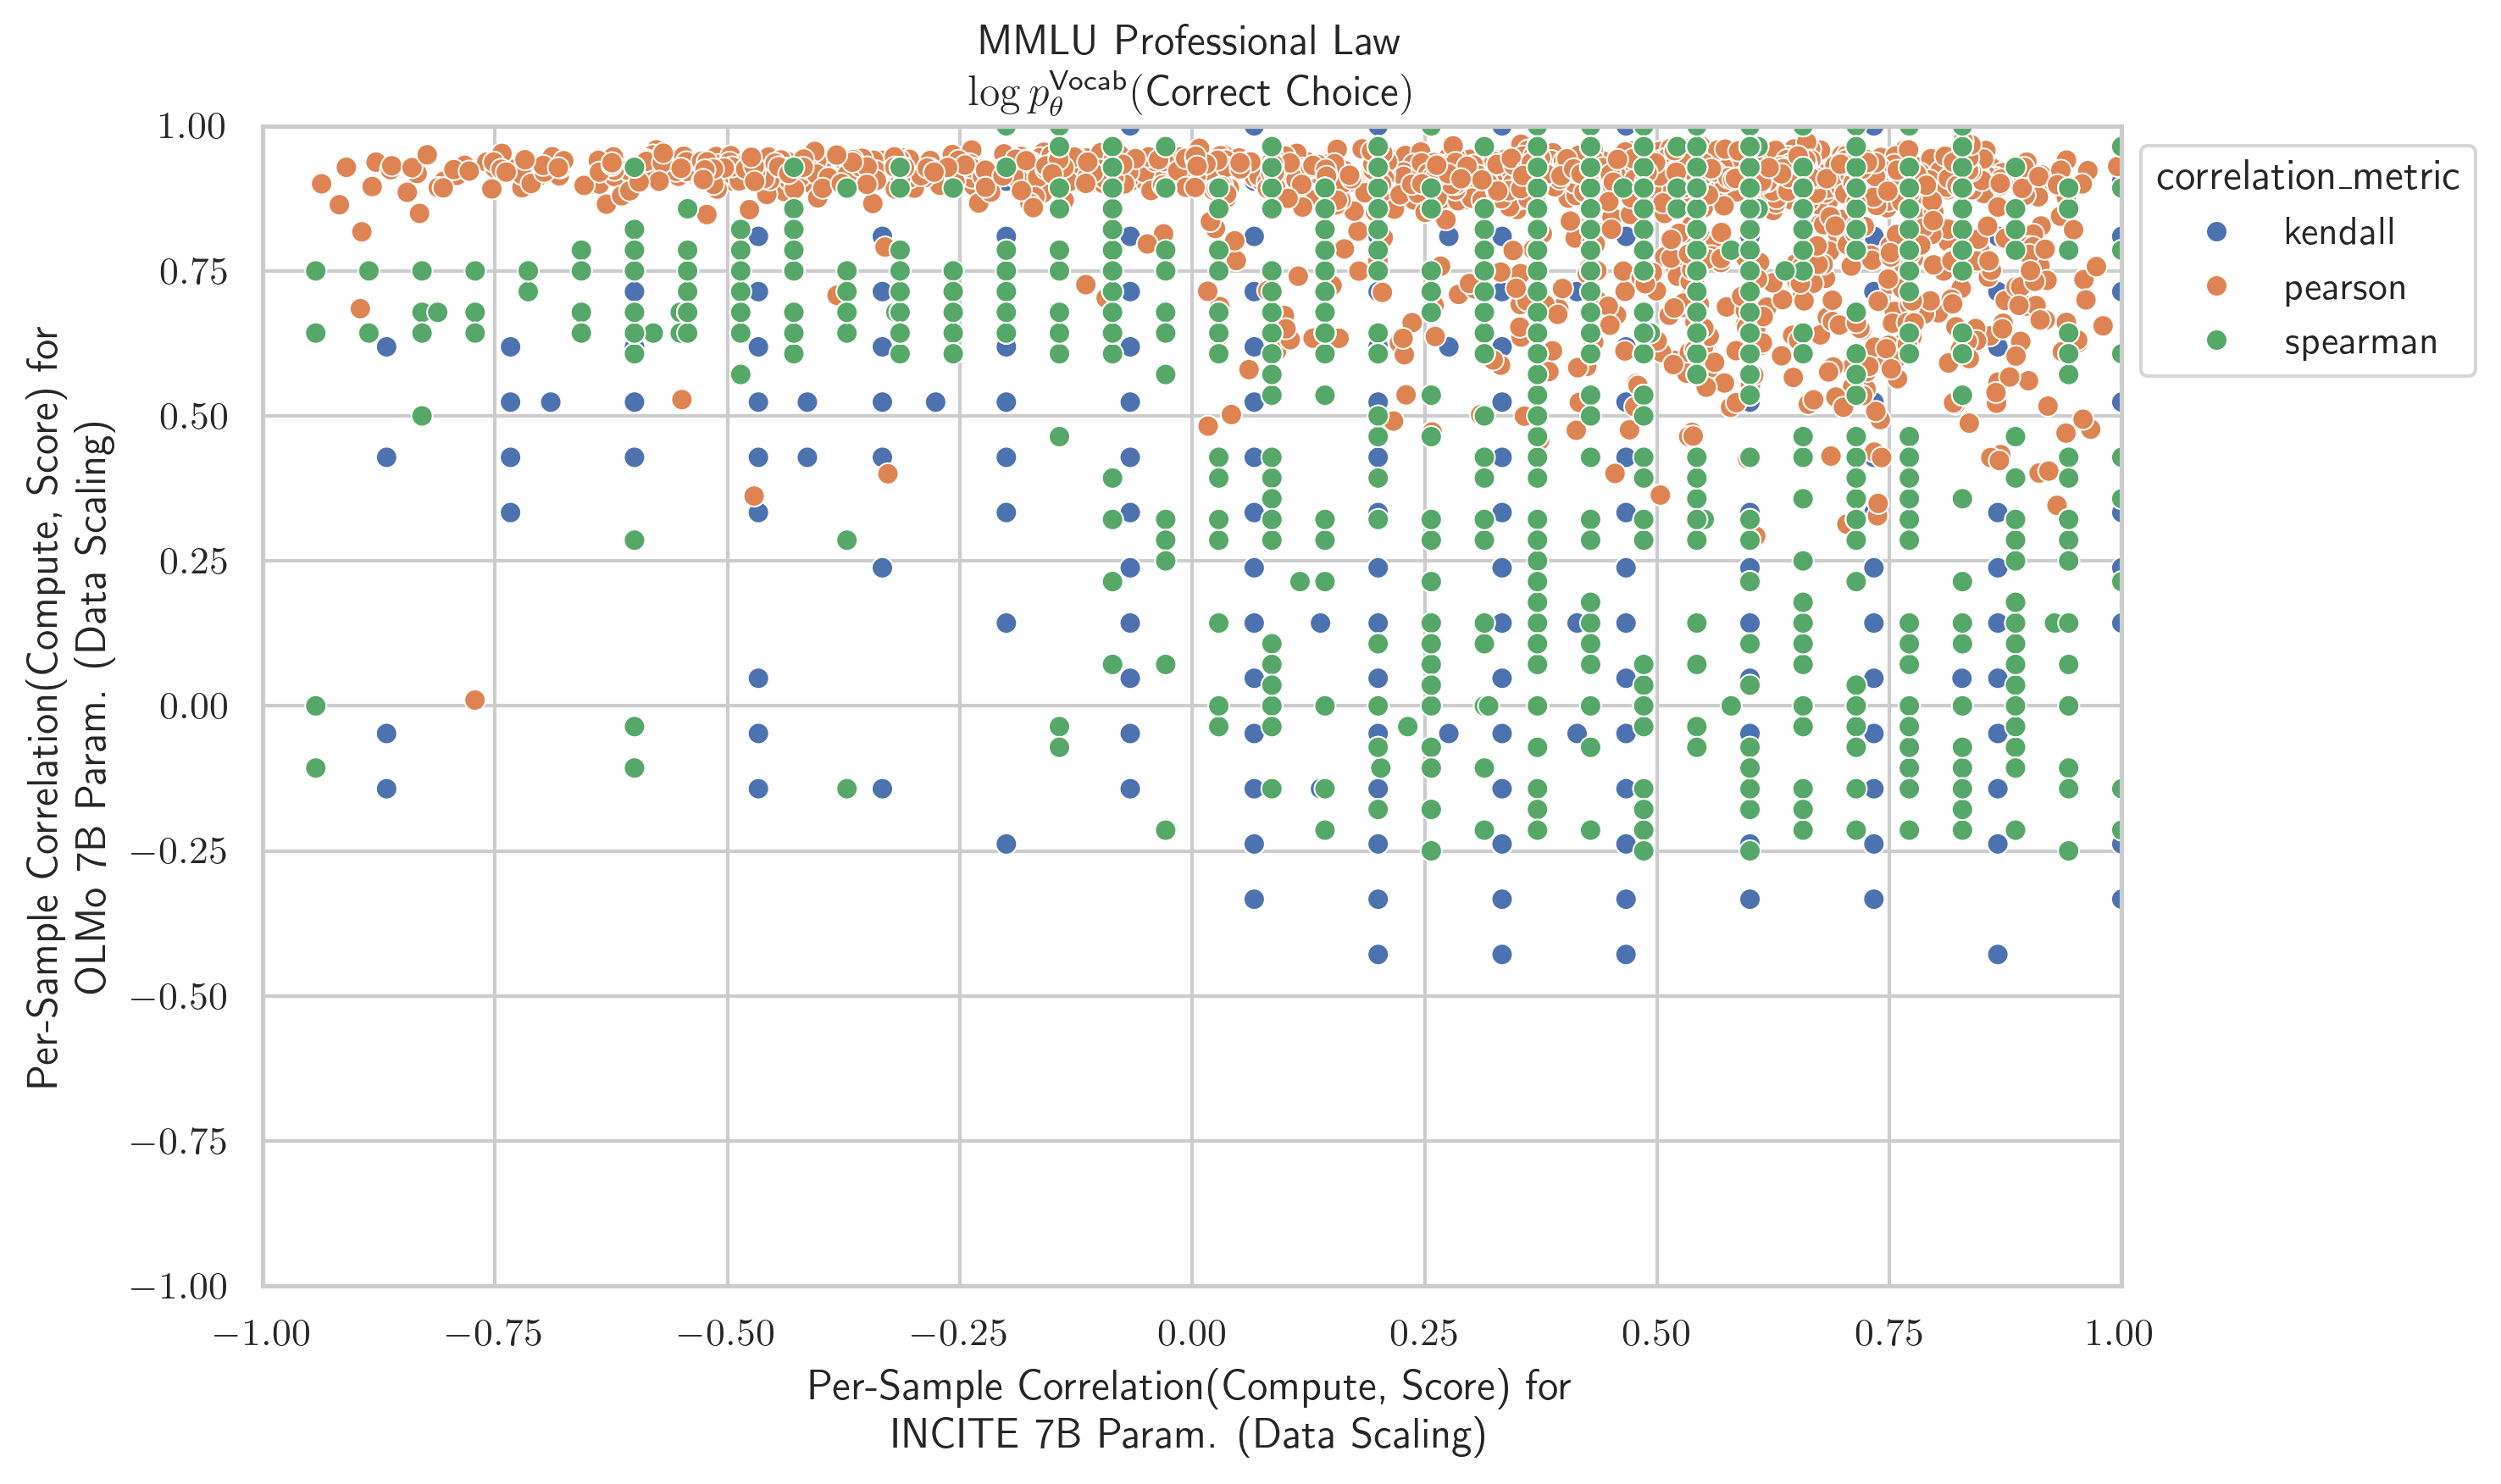 MMLU Professional Law
log p_θ^Vocab(Correct Choice)
Per-Sample Correlation(Compute, Score) for
OLMo 7B Param. (Data Scaling)
1.00
0.75
0.50
0.25
0.00
−0.25
−0.50
−0.75
−1.00
correlation_metric
kendall
pearson
spearman
−1.00 −0.75 −0.50 −0.25 0.00 0.25 0.50 0.75 1.00
Per-Sample Correlation(Compute, Score) for
INCITE 7B Param. (Data Scaling)